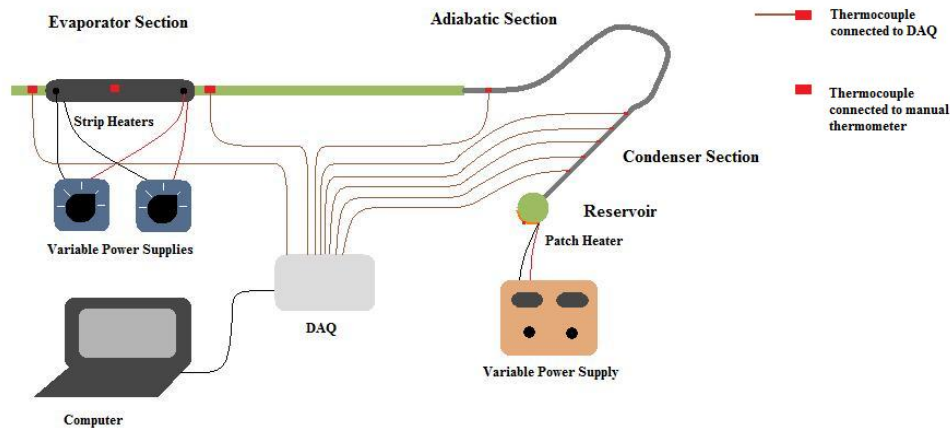 Evaporator Section
Adiabatic Section
Thermocouple
connected to DAQ
Thermocouple
connected to manual
thermometer
Strip Heaters
Condenser Section
Reservoir
Patch Heater
Variable Power Supplies
DAQ
Variable Power Supply
Computer